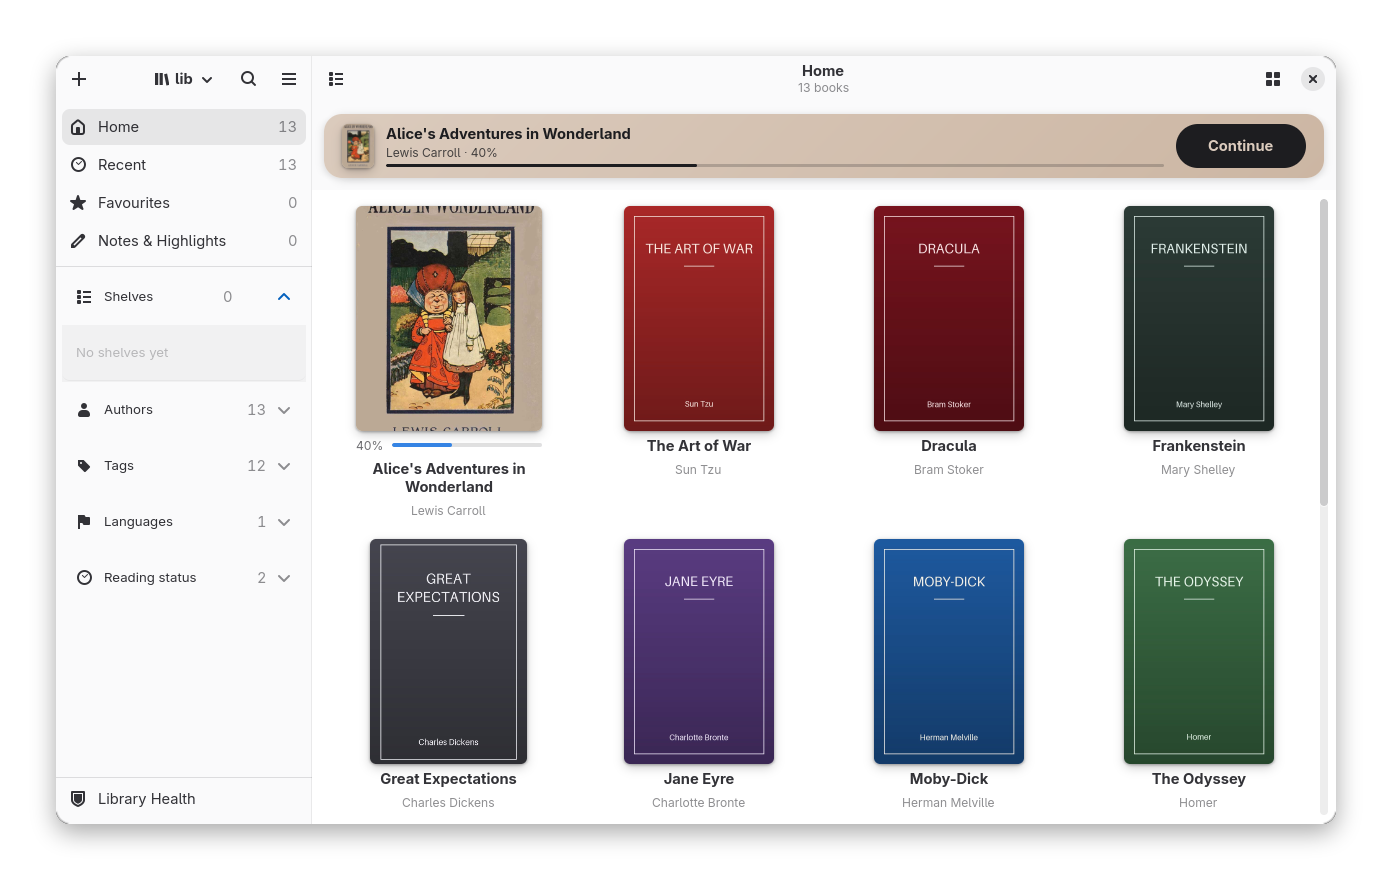 lib
Home
13 books
Home 13
Recent 13
Favourites 0
Notes & Highlights 0
Shelves 0
No shelves yet
Authors 13
Tags 12
Languages 1
Reading status 2
Library Health
Alice's Adventures in Wonderland
Lewis Carroll · 40%
Continue
ALICE IN WONDERLAND
LEWIS CARROLL
40%
Alice's Adventures in
Wonderland
Lewis Carroll
THE ART OF WAR
Sun Tzu
The Art of War
Sun Tzu
DRACULA
Bram Stoker
Dracula
Bram Stoker
FRANKENSTEIN
Mary Shelley
Frankenstein
Mary Shelley
GREAT
EXPECTATIONS
Charles Dickens
Great Expectations
Charles Dickens
JANE EYRE
Charlotte Bronte
Jane Eyre
Charlotte Bronte
MOBY-DICK
Herman Melville
Moby-Dick
Herman Melville
THE ODYSSEY
Homer
The Odyssey
Homer